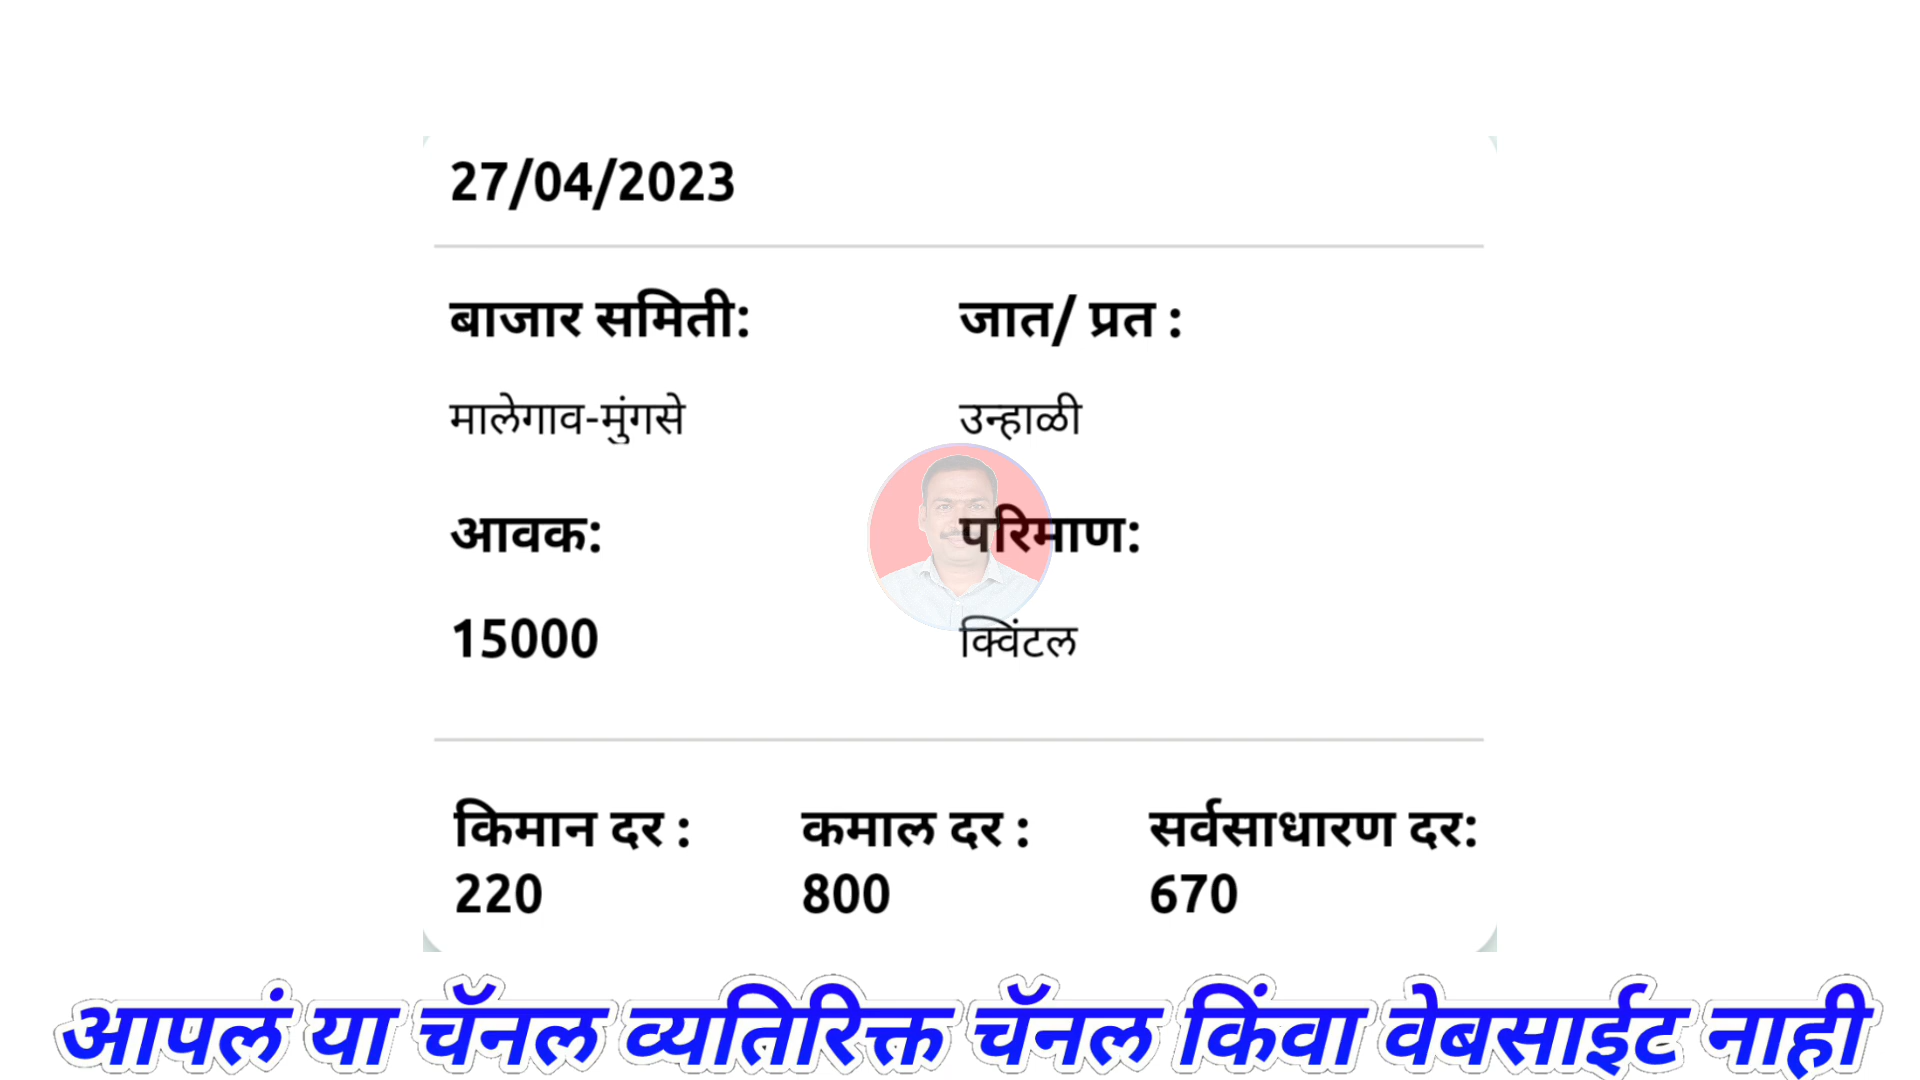 27/04/2023
बाजार समिती: जात/ प्रत :
मालेगाव-मुंगसे उन्हाळी
आवक: परिमाण:
15000 क्विंटल
किमान दर : कमाल दर : सर्वसाधारण दर:
220 800 670
आपलं या चॅनल व्यतिरिक्त चॅनल किंवा वेबसाईट नाही